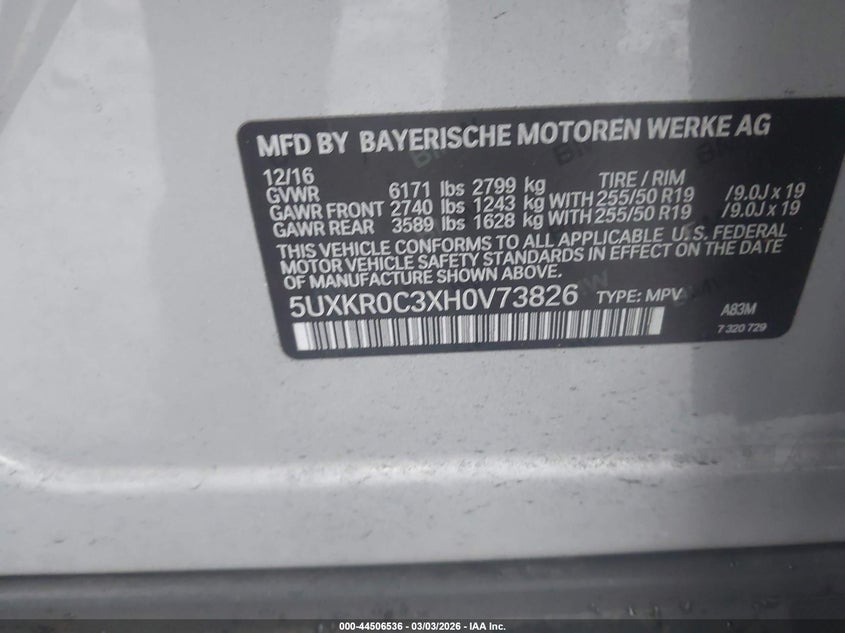 MFD BY BAYERISCHE MOTOREN WERKE AG
12/16 TIRE / RIM
GVWR 6171 lbs 2799 kg
GAWR FRONT 2740 lbs 1243 kg WITH 255/50 R19 /9.0J x 19
GAWR REAR 3589 lbs 1628 kg WITH 255/50 R19 /9.0J x 19
THIS VEHICLE CONFORMS TO ALL APPLICABLE U.S. FEDERAL
MOTOR VEHICLE SAFETY STANDARDS IN EFFECT ON THE DATE
OF MANUFACTURE SHOWN ABOVE.
5UXKR0C3XH0V73826 TYPE: MPV A83M
7 320 729
000-44506536 - 03/03/2026 - IAA Inc.